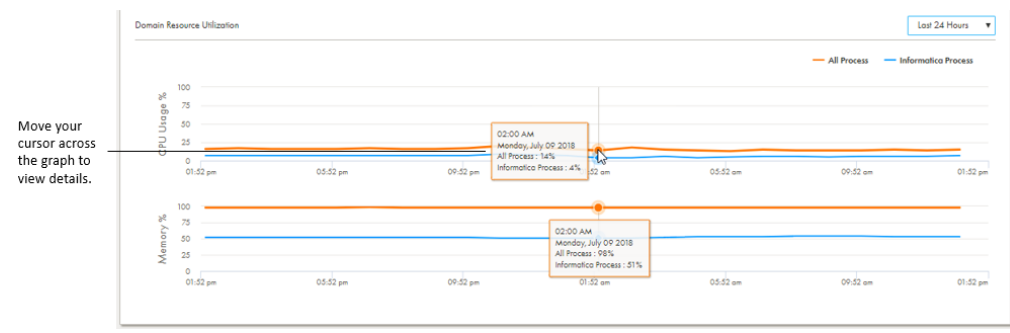 Domain Resource Utilization
Last 24 Hours
All Process
Informatica Process
CPU Usage %
100
75
50
25
0
02:00 AM
Monday, July 09 2018
All Process : 14%
Informatica Process : 4%
01:52 pm
05:52 pm
09:52 pm
:52 am
05:52 am
09:52 am
01:52 pm
Move your
cursor across
the graph to
view details.
Memory %
100
75
50
25
0
02:00 AM
Monday, July 09 2018
All Process : 98%
Informatica Process : 51%
01:52 pm
05:52 pm
09:52 pm
01:52 am
05:52 am
09:52 am
01:52 pm